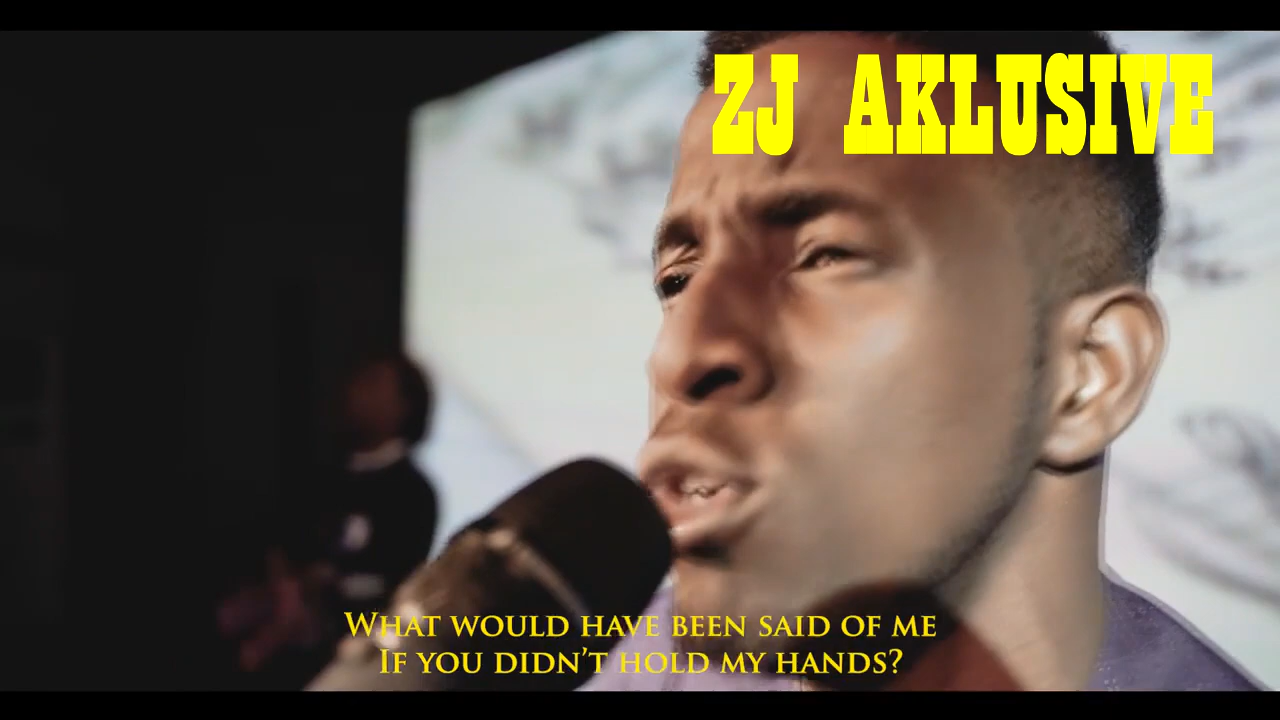 ZJ AKLUSIVE
WHAT WOULD HAVE BEEN SAID OF ME
IF YOU DIDN'T HOLD MY HANDS?